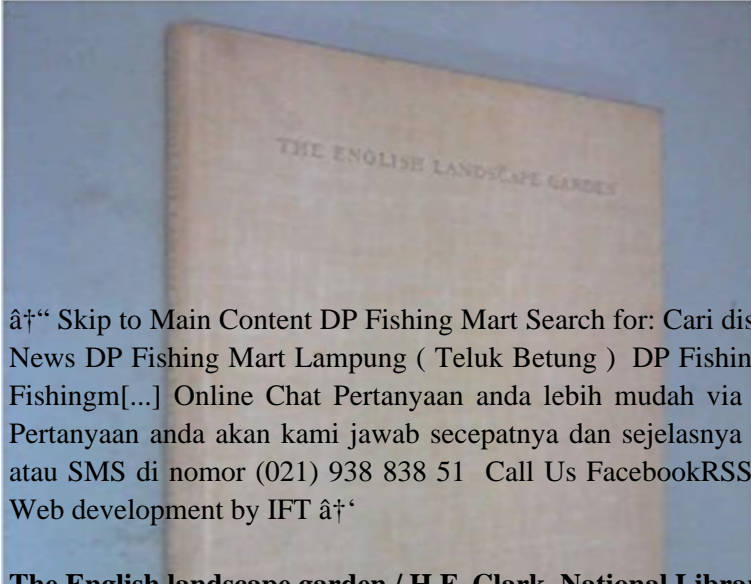 THE ENGLISH LANDSCAPE GARDEN
â†“ Skip to Main Content DP Fishing Mart Search for: Cari dis
News DP Fishing Mart Lampung ( Teluk Betung ) DP Fishin
Fishingm[...] Online Chat Pertanyaan anda lebih mudah via
Pertanyaan anda akan kami jawab secepatnya dan sejelasnya
atau SMS di nomor (021) 938 838 51 Call Us FacebookRSS
Web development by IFT â†‘
The English landscape garden / H.F. Clark. National Librar